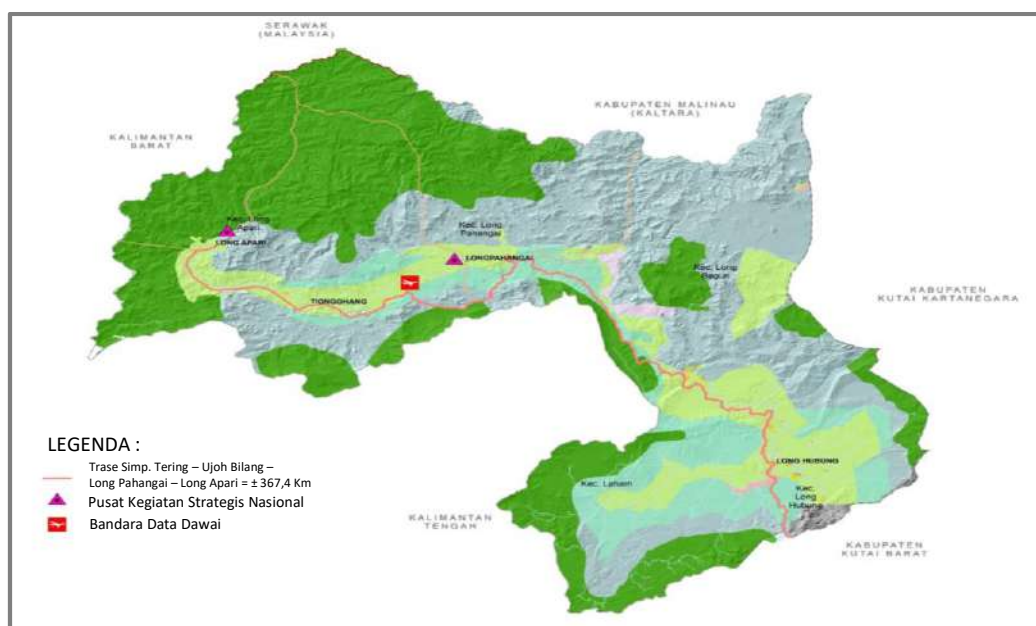 SERAWAK
(MALAYSIA)
KABUPATEN MALINAU
(KALTARA)
KALIMANTAN
BARAT
Kec. Long
Apari
LONG APARI
Kec. Long
Pahangai
LONGPAHANGAI
Kec. Long
Bagun
TIONGOHANG
KABUPATEN
KUTAI KARTANEGARA
LEGENDA :
Trase Simp. Tering – Ujoh Bilang –
Long Pahangai – Long Apari = ± 367,4 Km
Pusat Kegiatan Strategis Nasional
Bandara Data Dawai
LONG HUBUNG
Kec. Laham
Kec.
Long
Hubung
KALIMANTAN
TENGAH
KABUPATEN
KUTAI BARAT